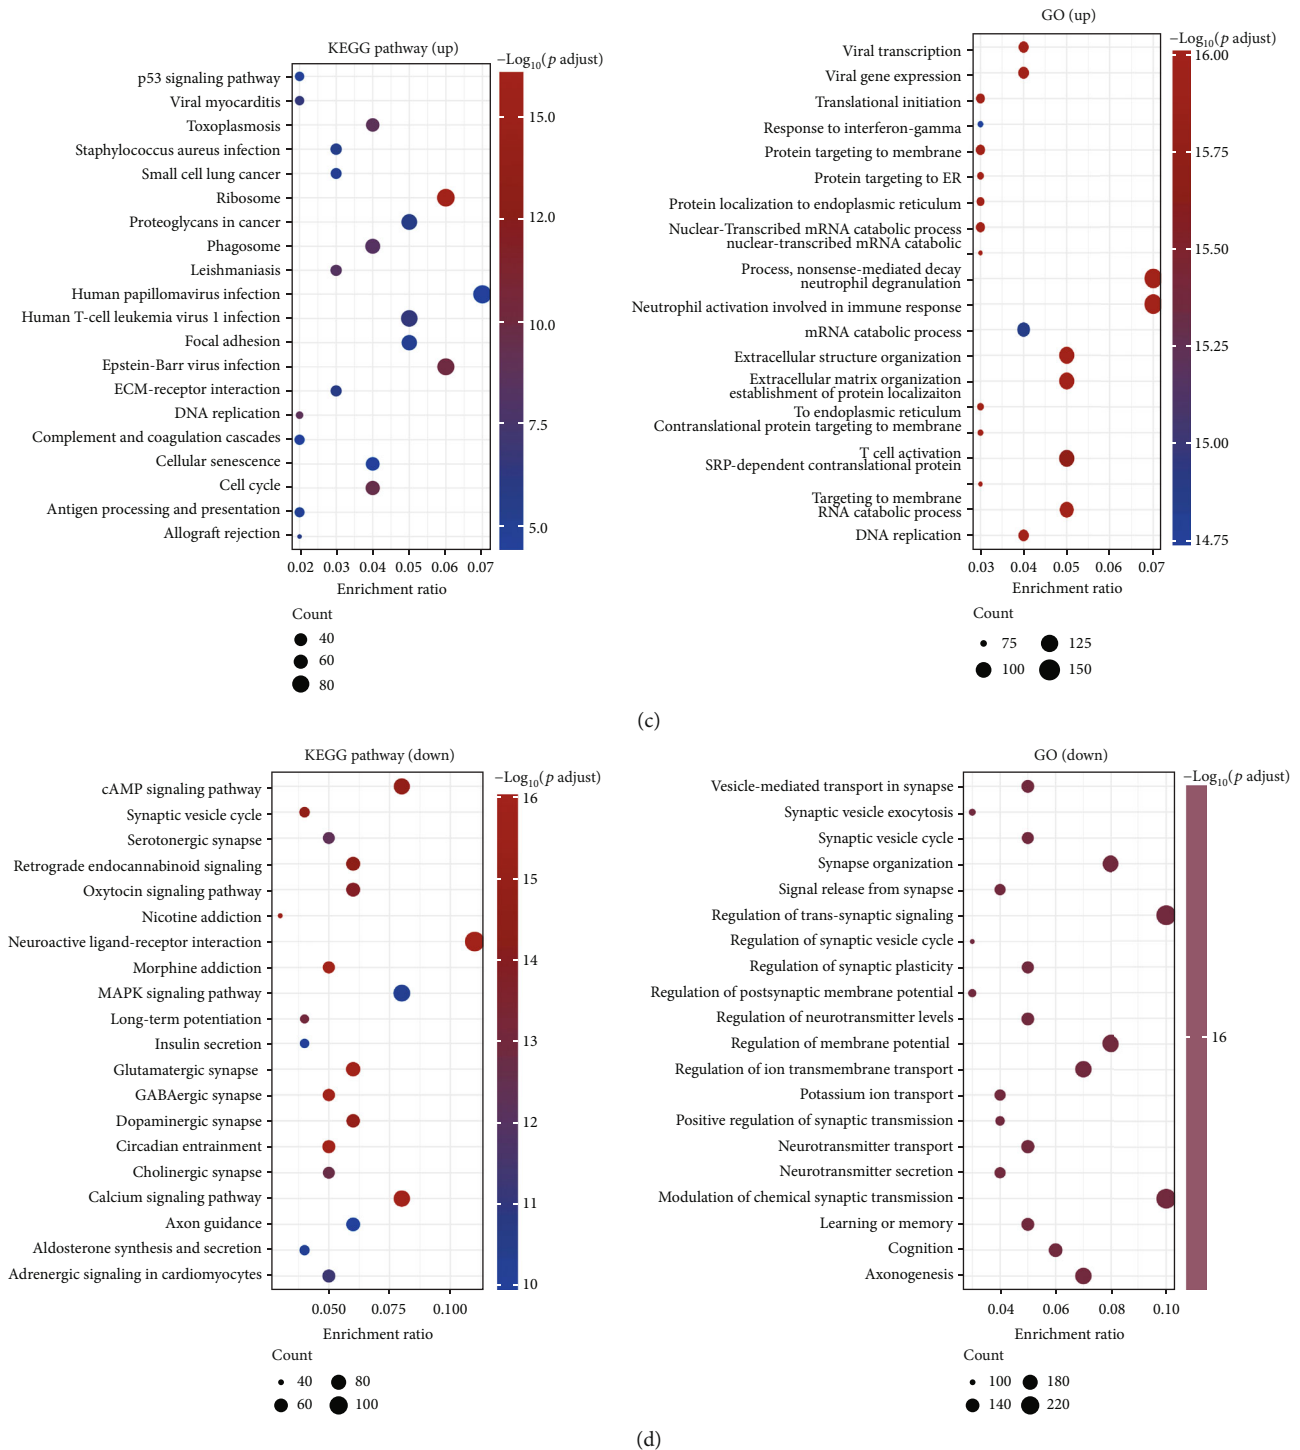 KEGG pathway (up)
−Log10(p adjust)
p53 signaling pathway
Viral myocarditis
Toxoplasmosis
Staphylococcus aureus infection
Small cell lung cancer
Ribosome
Proteoglycans in cancer
Phagosome
Leishmaniasis
Human papillomavirus infection
Human T-cell leukemia virus 1 infection
Focal adhesion
Epstein-Barr virus infection
ECM-receptor interaction
DNA replication
Complement and coagulation cascades
Cellular senescence
Cell cycle
Antigen processing and presentation
Allograft rejection
15.0
12.0
10.0
7.5
5.0
0.02 0.03 0.04 0.05 0.06 0.07
Enrichment ratio
Count
40
60
80
GO (up)
−Log10(p adjust)
Viral transcription
Viral gene expression
Translational initiation
Response to interferon-gamma
Protein targeting to membrane
Protein targeting to ER
Protein localization to endoplasmic reticulum
Nuclear-Transcribed mRNA catabolic process
nuclear-transcribed mRNA catabolic
Process, nonsense-mediated decay
neutrophil degranulation
Neutrophil activation involved in immune response
mRNA catabolic process
Extracellular structure organization
Extracellular matrix organization
establishment of protein localizaiton
To endoplasmic reticulum
Contranslational protein targeting to membrane
T cell activation
SRP-dependent contranslational protein
Targeting to membrane
RNA catabolic process
DNA replication
16.00
15.75
15.50
15.25
15.00
14.75
0.03 0.04 0.05 0.06 0.07
Enrichment ratio
Count
75 125
100 150
(c)
KEGG pathway (down)
−Log10(p adjust)
cAMP signaling pathway
Synaptic vesicle cycle
Serotonergic synapse
Retrograde endocannabinoid signaling
Oxytocin signaling pathway
Nicotine addiction
Neuroactive ligand-receptor interaction
Morphine addiction
MAPK signaling pathway
Long-term potentiation
Insulin secretion
Glutamatergic synapse
GABAergic synapse
Dopaminergic synapse
Circadian entrainment
Cholinergic synapse
Calcium signaling pathway
Axon guidance
Aldosterone synthesis and secretion
Adrenergic signaling in cardiomyocytes
16
15
14
13
12
11
10
0.050 0.075 0.100
Enrichment ratio
Count
40 80
60 100
GO (down)
−Log10(p adjust)
Vesicle-mediated transport in synapse
Synaptic vesicle exocytosis
Synaptic vesicle cycle
Synapse organization
Signal release from synapse
Regulation of trans-synaptic signaling
Regulation of synaptic vesicle cycle
Regulation of synaptic plasticity
Regulation of postsynaptic membrane potential
Regulation of neurotransmitter levels
Regulation of membrane potential
Regulation of ion transmembrane transport
Potassium ion transport
Positive regulation of synaptic transmission
Neurotransmitter transport
Neurotransmitter secretion
Modulation of chemical synaptic transmission
Learning or memory
Cognition
Axonogenesis
16
0.04 0.06 0.08 0.10
Enrichment ratio
Count
100 180
140 220
(d)